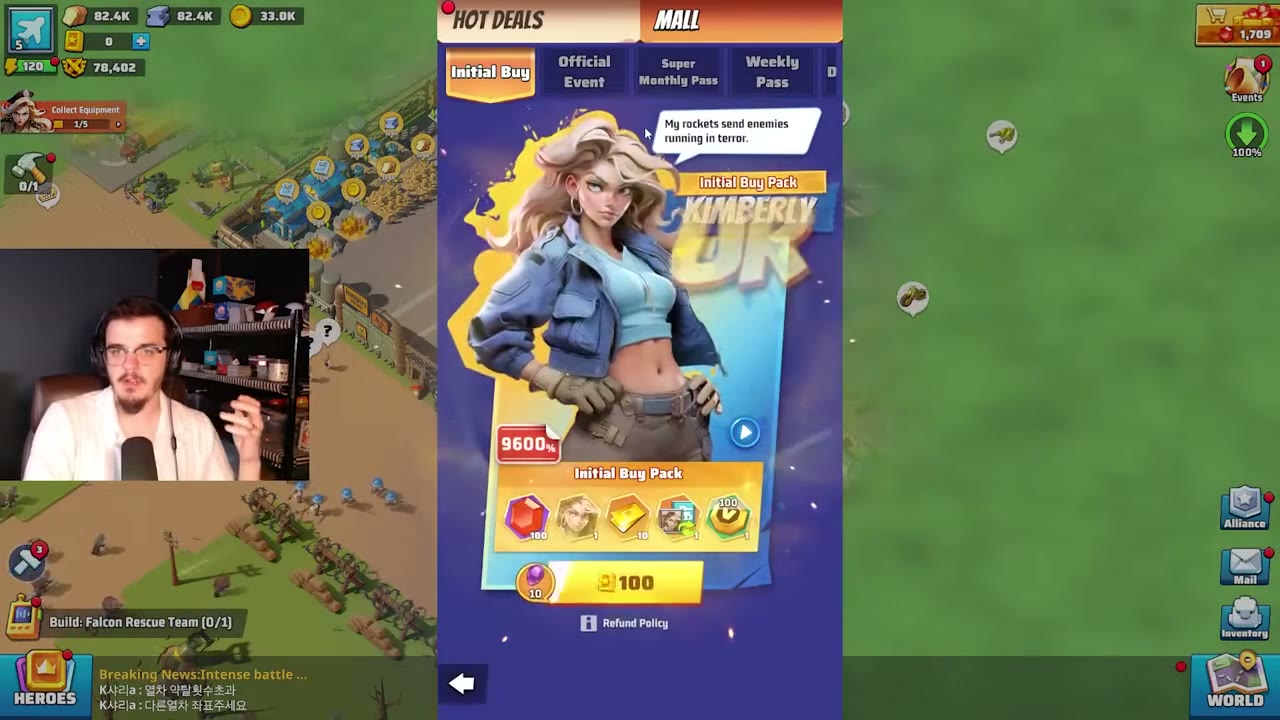 HOT DEALS
MALL
5
82.4K
82.4K
33.0K
0
120
78,402
1,709
Initial Buy
Official
Event
Super
Monthly Pass
Weekly
Pass
D
Collect Equipment
1/5
My rockets send enemies
running in terror.
1
Events
100%
0/1
Initial Buy Pack
KIMBERLY
UR
?
9600%
Initial Buy Pack
100
1
10
1
100
1
10
100
Refund Policy
Alliance
Mail
Inventory
3
Build: Falcon Rescue Team [0/1]
HEROES
Breaking News:Intense battle ...
K샤리a : 열차 약탈횟수초과
K샤리a : 다른열차 좌표주세요
WORLD